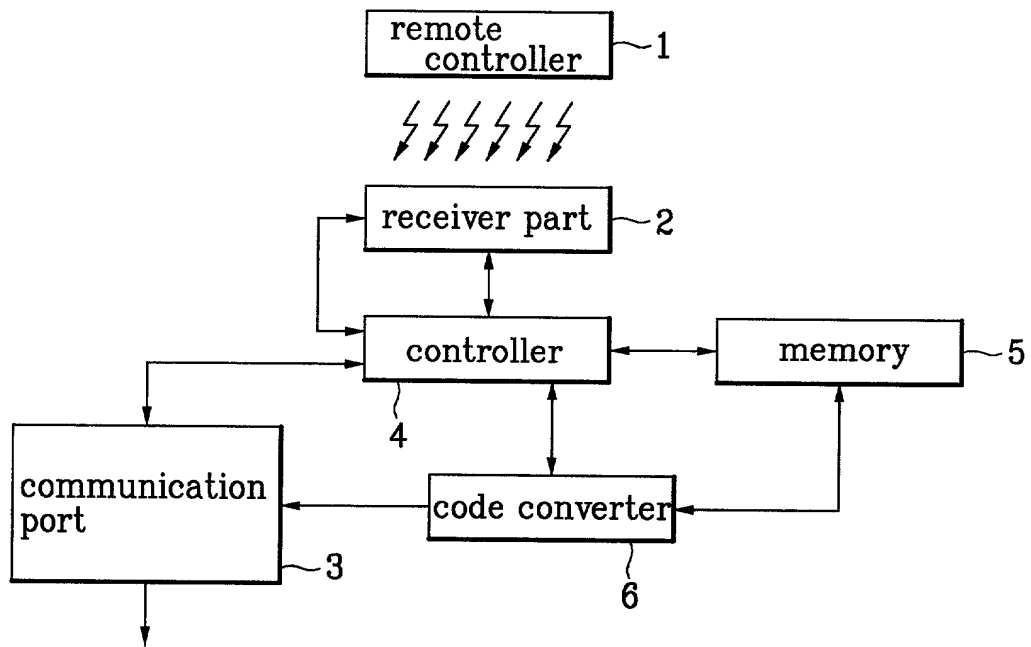 remote
controller
1
receiver part
2
controller
4
memory
5
communication
port
3
code converter
6